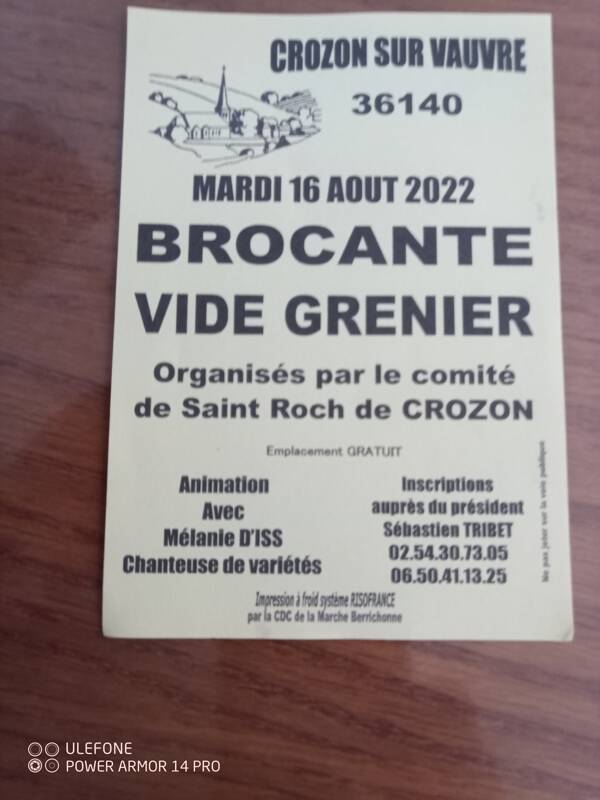 CROZON SUR VAUVRE
36140
MARDI 16 AOUT 2022
BROCANTE
VIDE GRENIER
Organisés par le comité
de Saint Roch de CROZON
Emplacement GRATUIT
Animation
Avec
Mélanie D'ISS
Chanteuse de variétés
Inscriptions
auprès du président
Sébastien TRIBET
02.54.30.73.05
06.50.41.13.25
Ne pas jeter sur la voie publique
Impression à froid système RISOFRANCE
par la CDC de la Marche Berrichonne
ULEFONE
POWER ARMOR 14 PRO